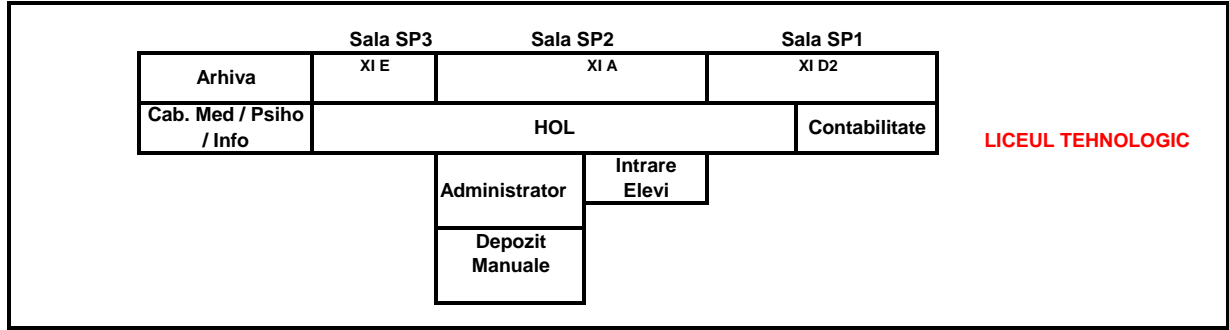 Sala SP3 Sala SP2 Sala SP1
Arhiva XI E XI A XI D2
Cab. Med / Psiho
/ Info
HOL
Contabilitate
LICEUL TEHNOLOGIC
Administrator
Intrare
Elevi
Depozit
Manuale